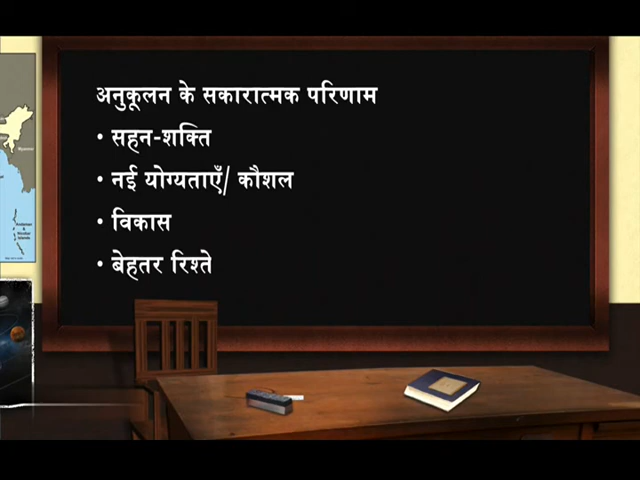 अनुकूलन के सकारात्मक परिणाम
• सहन-शक्ति
• नई योग्यताएँ/ कौशल
• विकास
• बेहतर रिश्ते